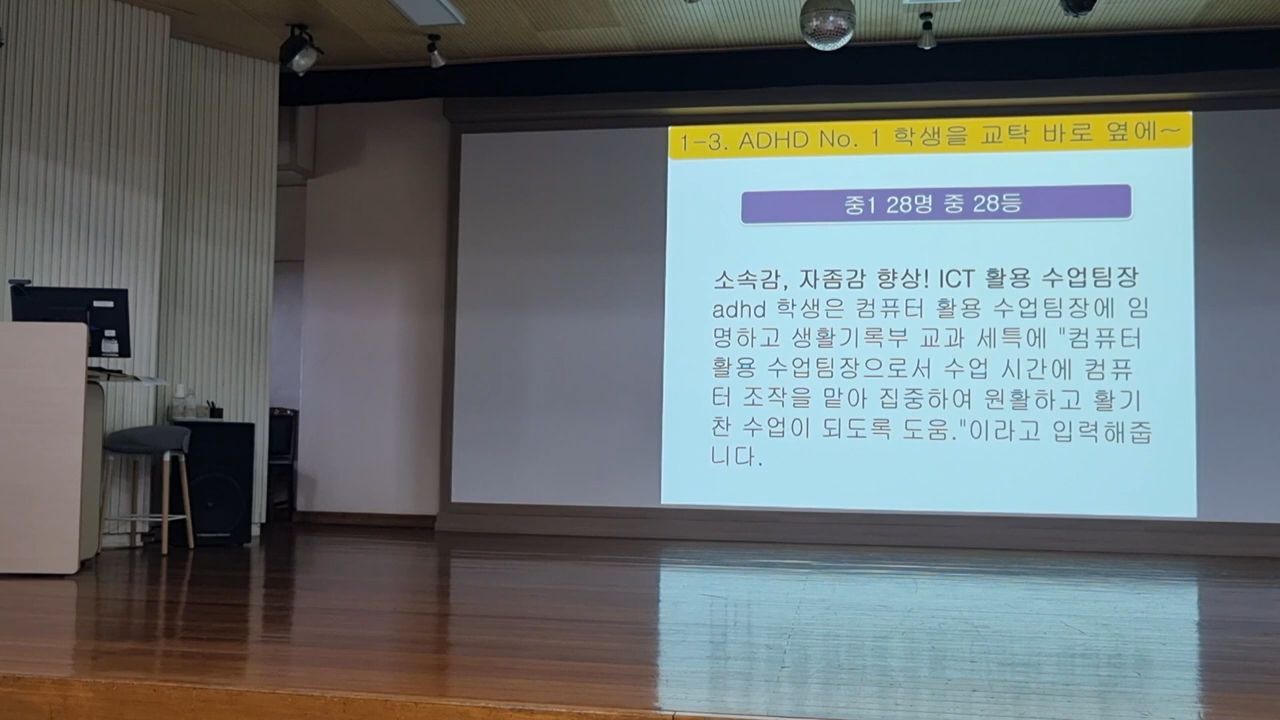 1-3. ADHD No. 1 학생을 교탁 바로 옆에~
중1 28명 중 28등
소속감, 자좀감 향상! ICT 활용 수업팀장
adhd 학생은 컴퓨터 활용 수업팀장에 임
명하고 생활기록부 교과 세특에 "컴퓨터
활용 수업팀장으로서 수업 시간에 컴퓨
터 조작을 맡아 집중하여 원활하고 활기
찬 수업이 되도록 도움."이라고 입력해줍
니다.